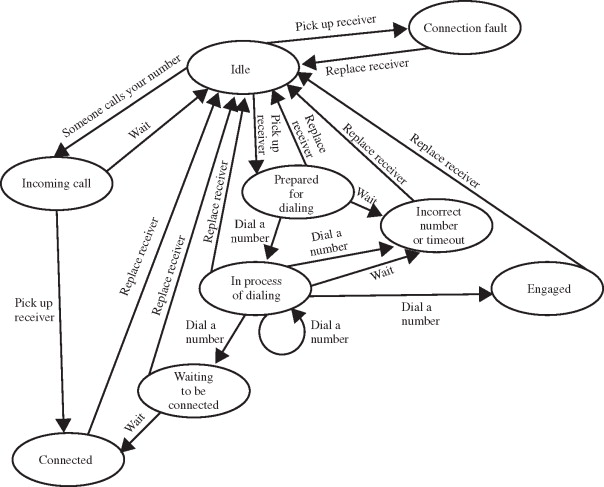 Pick up receiver
Connection fault
Replace receiver
Idle
Someone calls your number
Wait
Pick up
receiver
Replace
receiver
Replace receiver
Replace receiver
Incoming call
Prepared
for
dialing
Wait
Incorrect
number
or timeout
Replace receiver
Dial a
number
Dial a
number
Replace receiver
Replace receiver
In process
of dialing
Wait
Engaged
Pick up
receiver
Dial a
number
Dial a
number
Dial a
number
Waiting
to be
connected
Wait
Connected